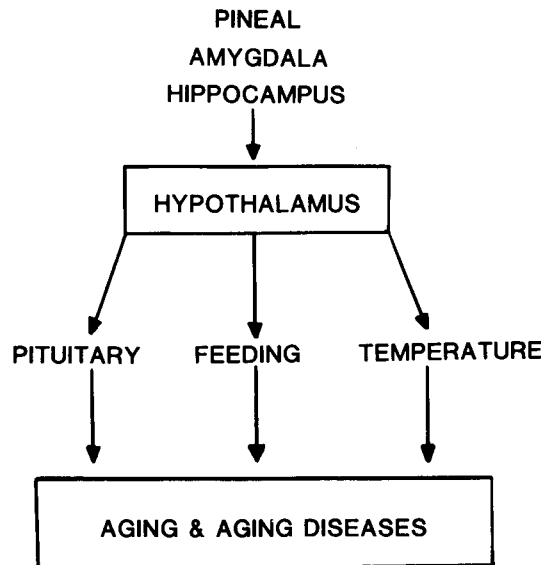 PINEAL
AMYGDALA
HIPPOCAMPUS
HYPOTHALAMUS
PITUITARY FEEDING TEMPERATURE
AGING & AGING DISEASES